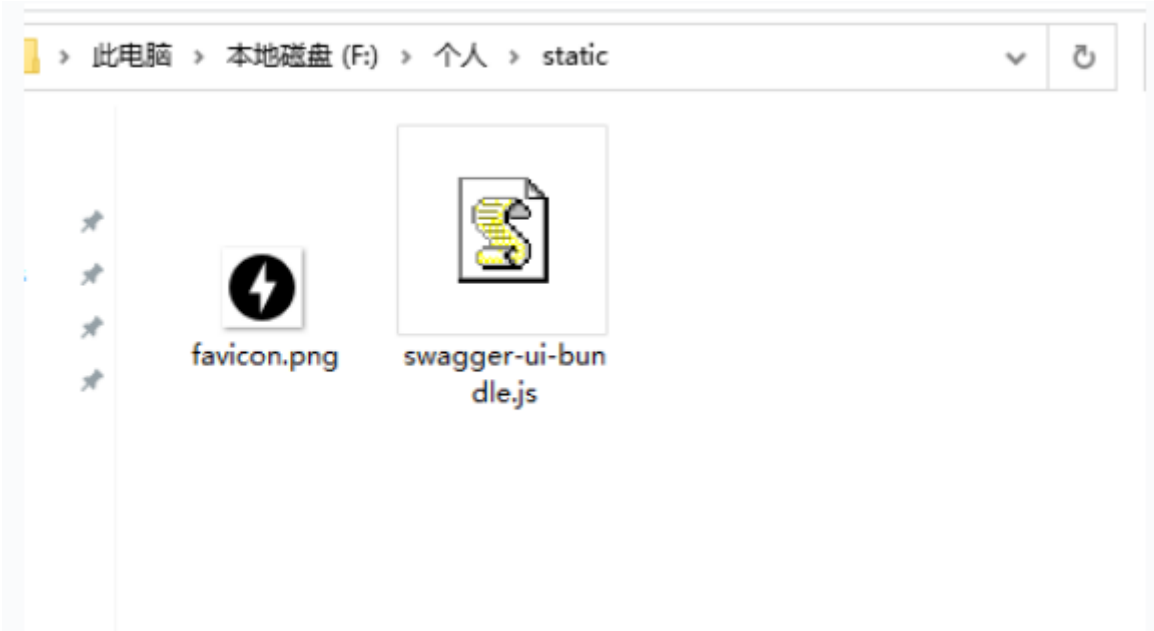 此电脑 › 本地磁盘 (F:) › 个人 › static
favicon.png
swagger-ui-bun
dle.js